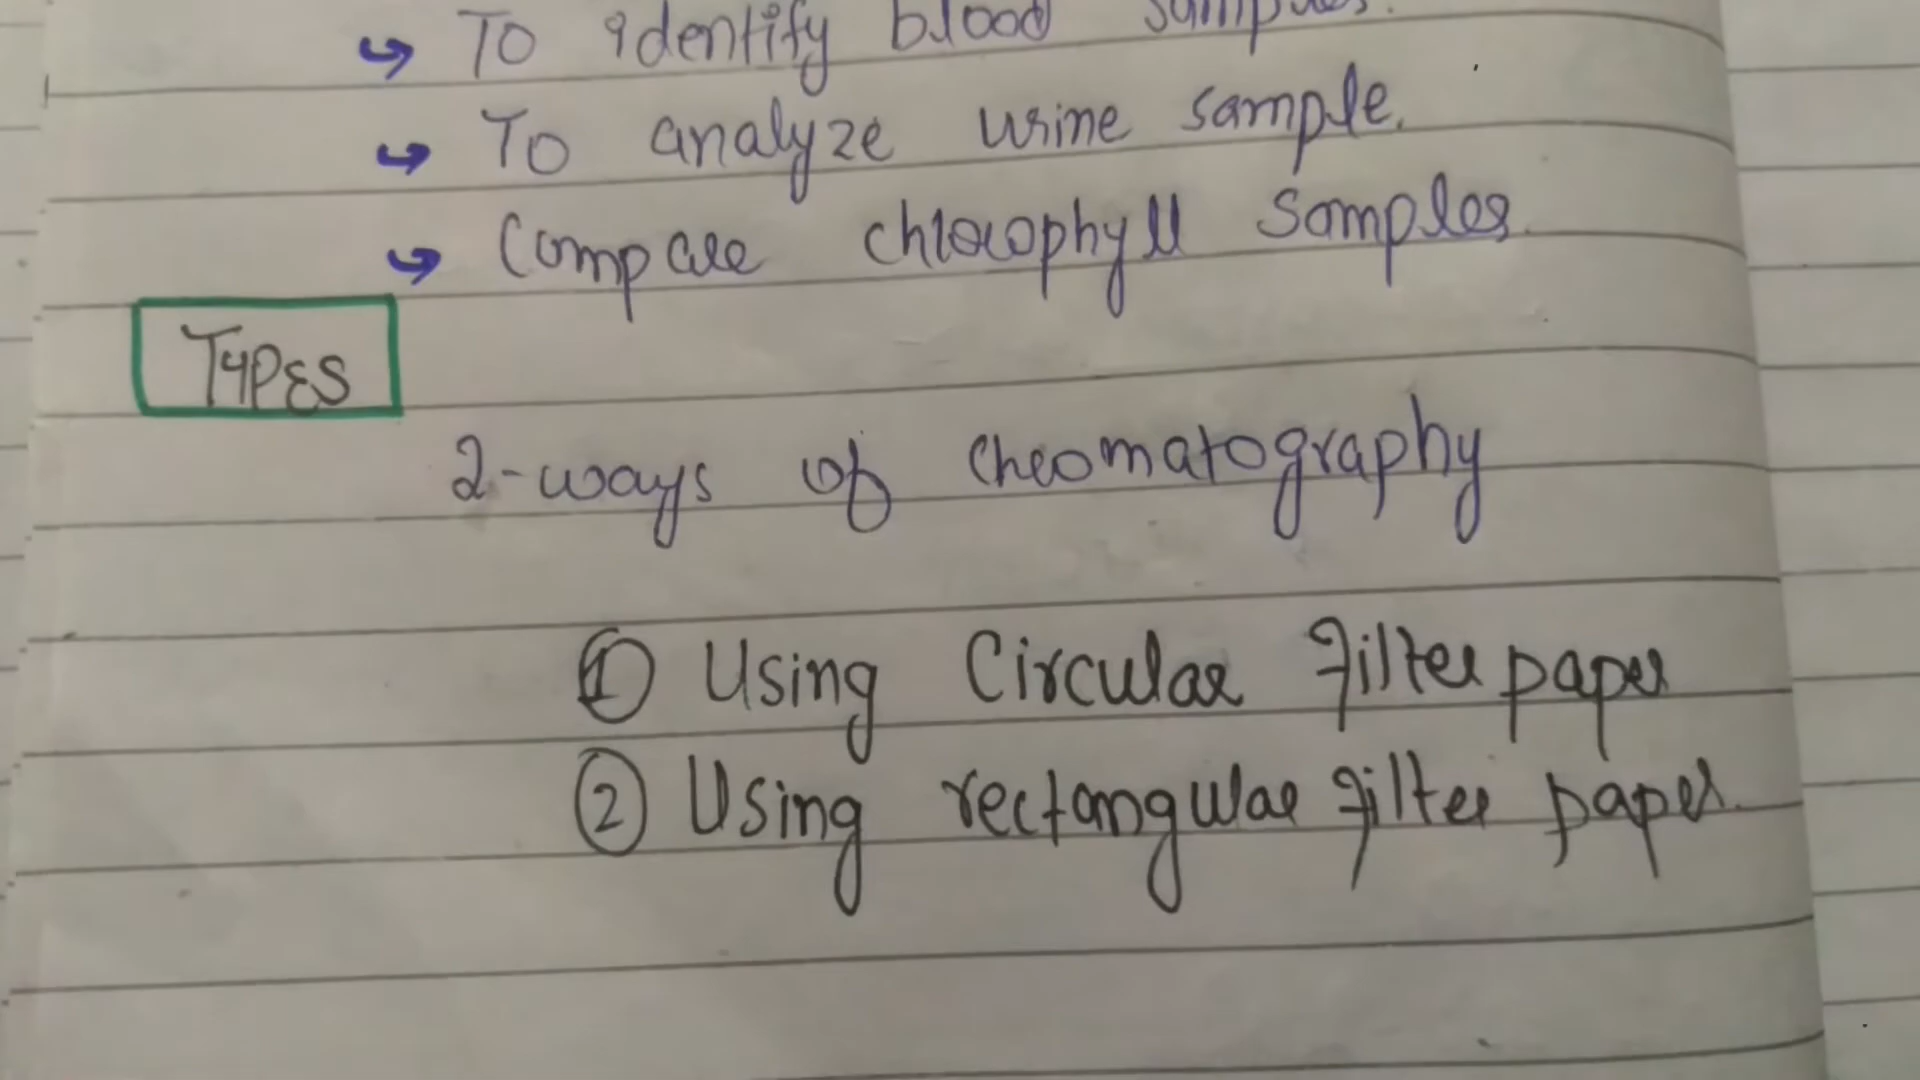 ↪ To identify blood samples.
↪ To analyze urine sample.
↪ Compare chlorophyll samples.
TYPES
2-ways of Chromatography
① Using Circular Filter paper
② Using rectangular Filter paper.